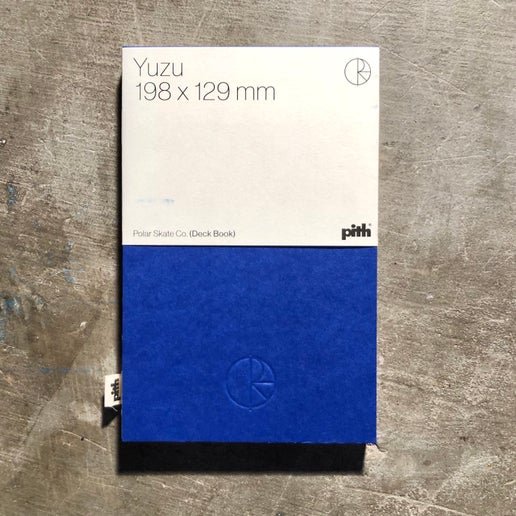 Yuzu
198 x 129 mm
Polar Skate Co. (Deck Book)
pith®
pith